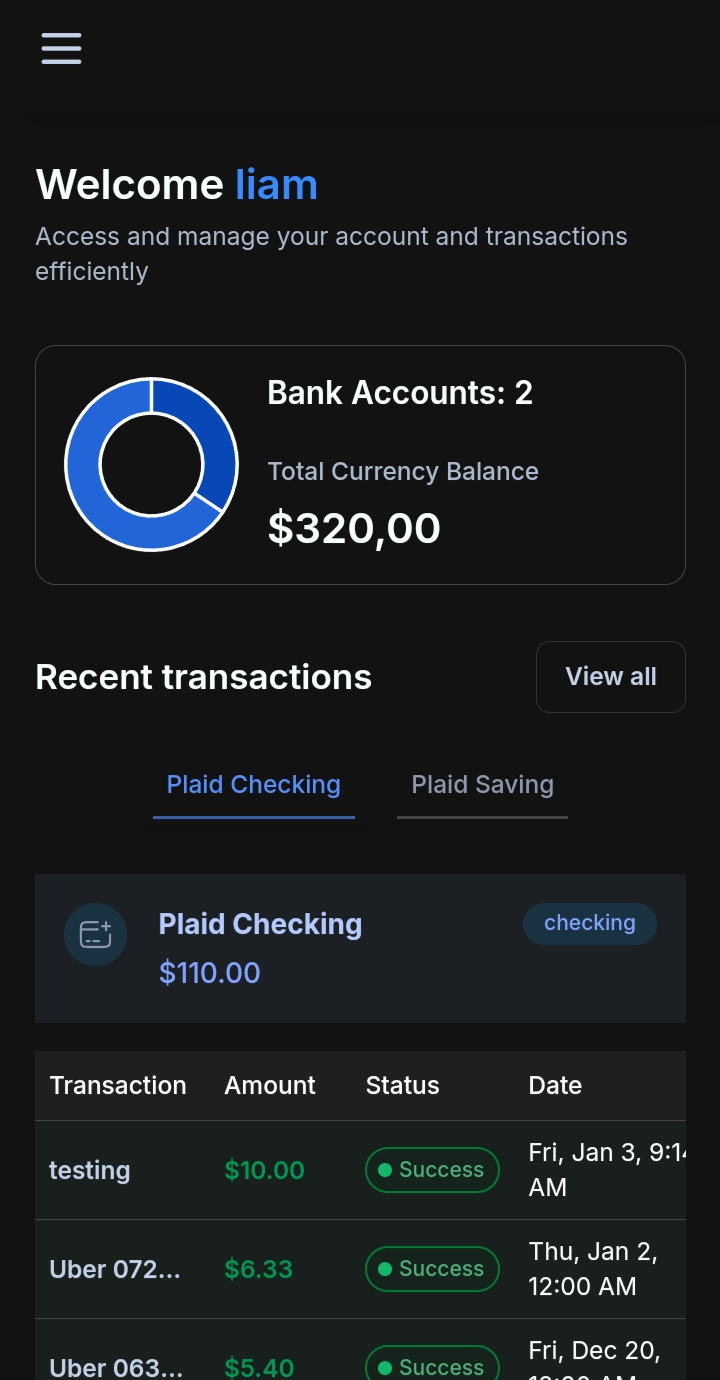 Welcome liam
Access and manage your account and transactions
efficiently
Bank Accounts: 2
Total Currency Balance
$320,00
Recent transactions
View all
Plaid Checking
Plaid Saving
Plaid Checking
checking
$110.00
Transaction Amount Status Date
testing $10.00 Success Fri, Jan 3, 9:14
AM
Uber 072... $6.33 Success Thu, Jan 2,
12:00 AM
Uber 063... $5.40 Success Fri, Dec 20,